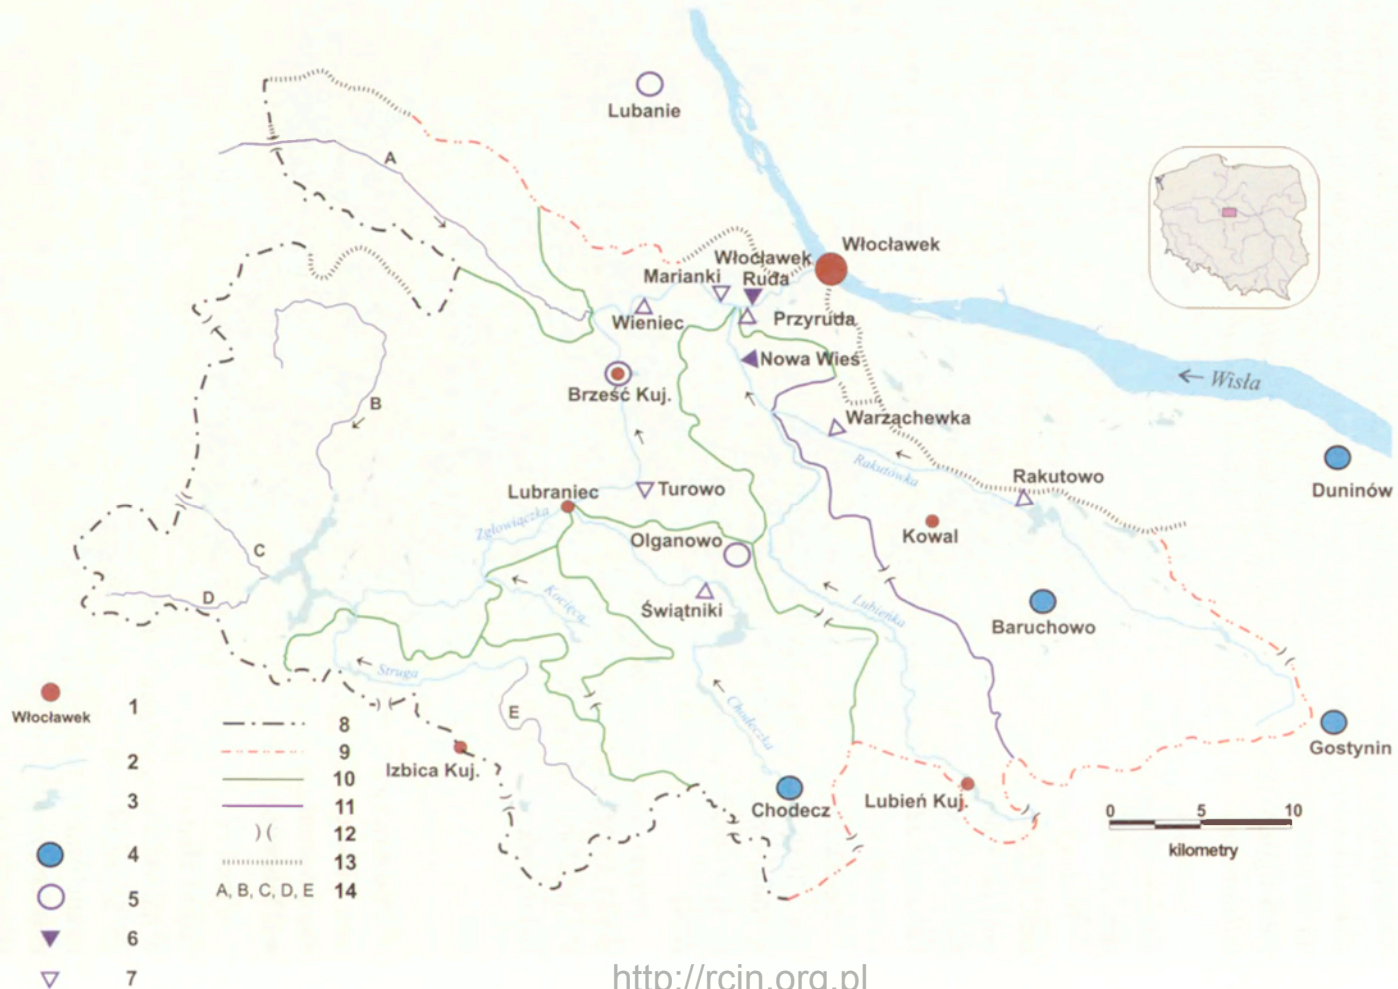 Lubanie
A
Włocławek
Włocławek
Ruda
Marianki
Wieniec
Przyruda
Nowa Wieś
← Wisła
Brześć Kuj.
B
Warząchewka
Rakutówka
Rakutowo
Duninów
Lubraniec
Turowo
Zgłowiączka
Kowal
Olganowo
C
D
Kocięca
Świątniki
Lubieńka
Baruchowo
Struga
E
Chodeczka
Gostynin
Izbica Kuj.
Chodecz
Lubień Kuj.
0 5 10
kilometry
Włocławek
1
2
3
4
5
6
7
8
9
10
11
) ( 12
13
A, B, C, D, E 14
http://rcin.org.pl